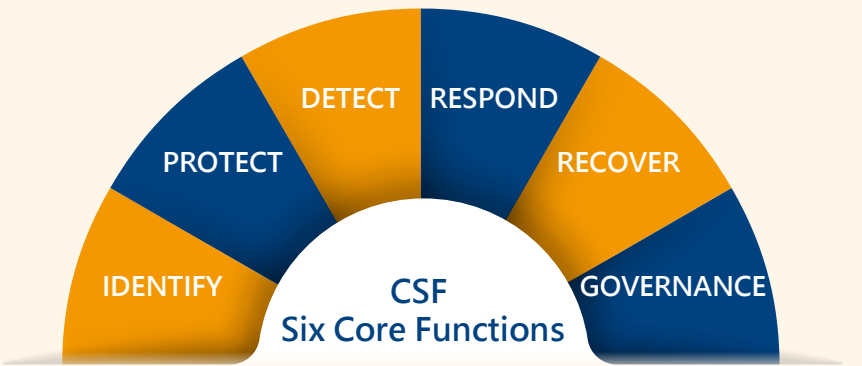 IDENTIFY
PROTECT
DETECT
RESPOND
RECOVER
GOVERNANCE
CSF
Six Core Functions